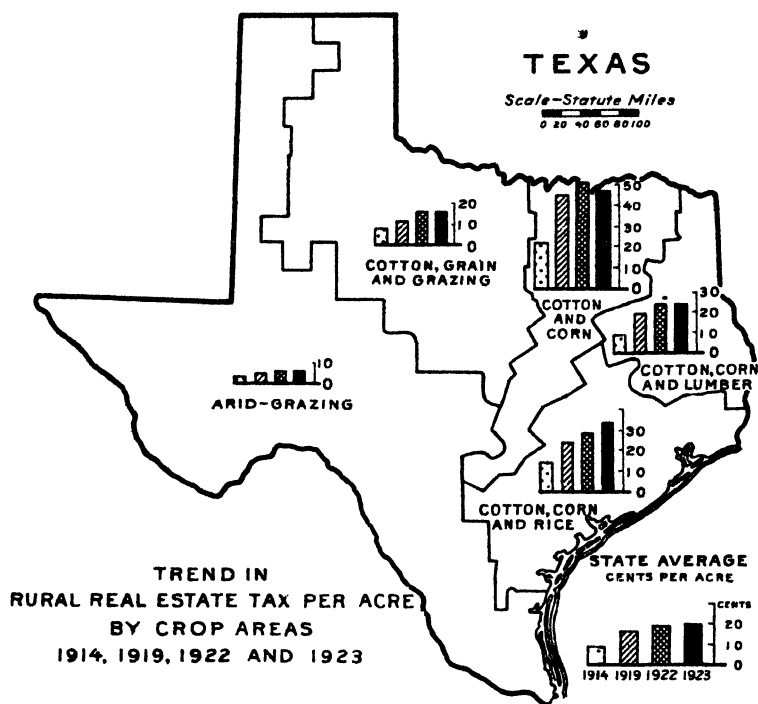 TEXAS
Scale-Statute Miles
0 20 40 60 80 100
20
10
0
COTTON, GRAIN
AND GRAZING
50
40
30
20
10
0
COTTON
AND
CORN
30
20
10
0
COTTON, CORN
AND LUMBER
10
0
ARID-GRAZING
30
20
10
0
COTTON, CORN
AND RICE
TREND IN
RURAL REAL ESTATE TAX PER ACRE
BY CROP AREAS
1914, 1919, 1922 AND 1923
STATE AVERAGE
CENTS PER ACRE
CENTS
20
10
0
1914 1919 1922 1923